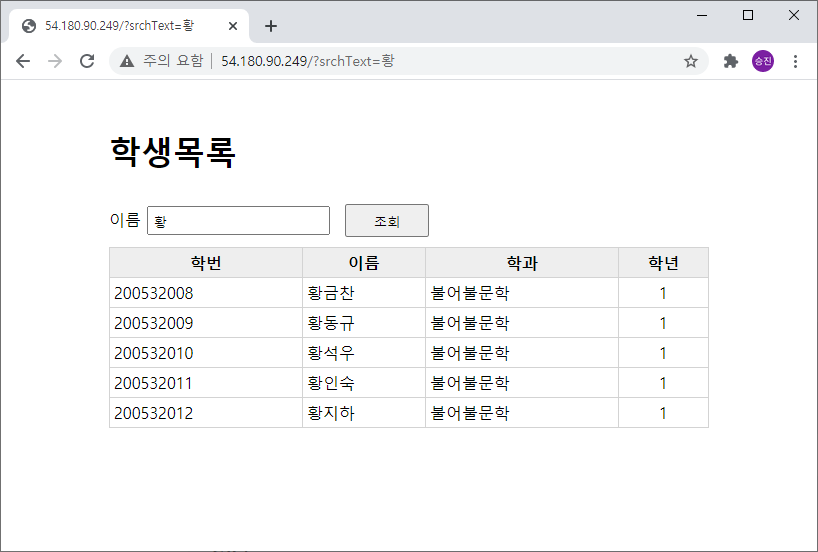 54.180.90.249/?srchText=황
주의 요함 | 54.180.90.249/?srchText=황
승진
학생목록
이름 황 조회
학번 이름 학과 학년
200532008 황금찬 불어불문학 1
200532009 황동규 불어불문학 1
200532010 황석우 불어불문학 1
200532011 황인숙 불어불문학 1
200532012 황지하 불어불문학 1